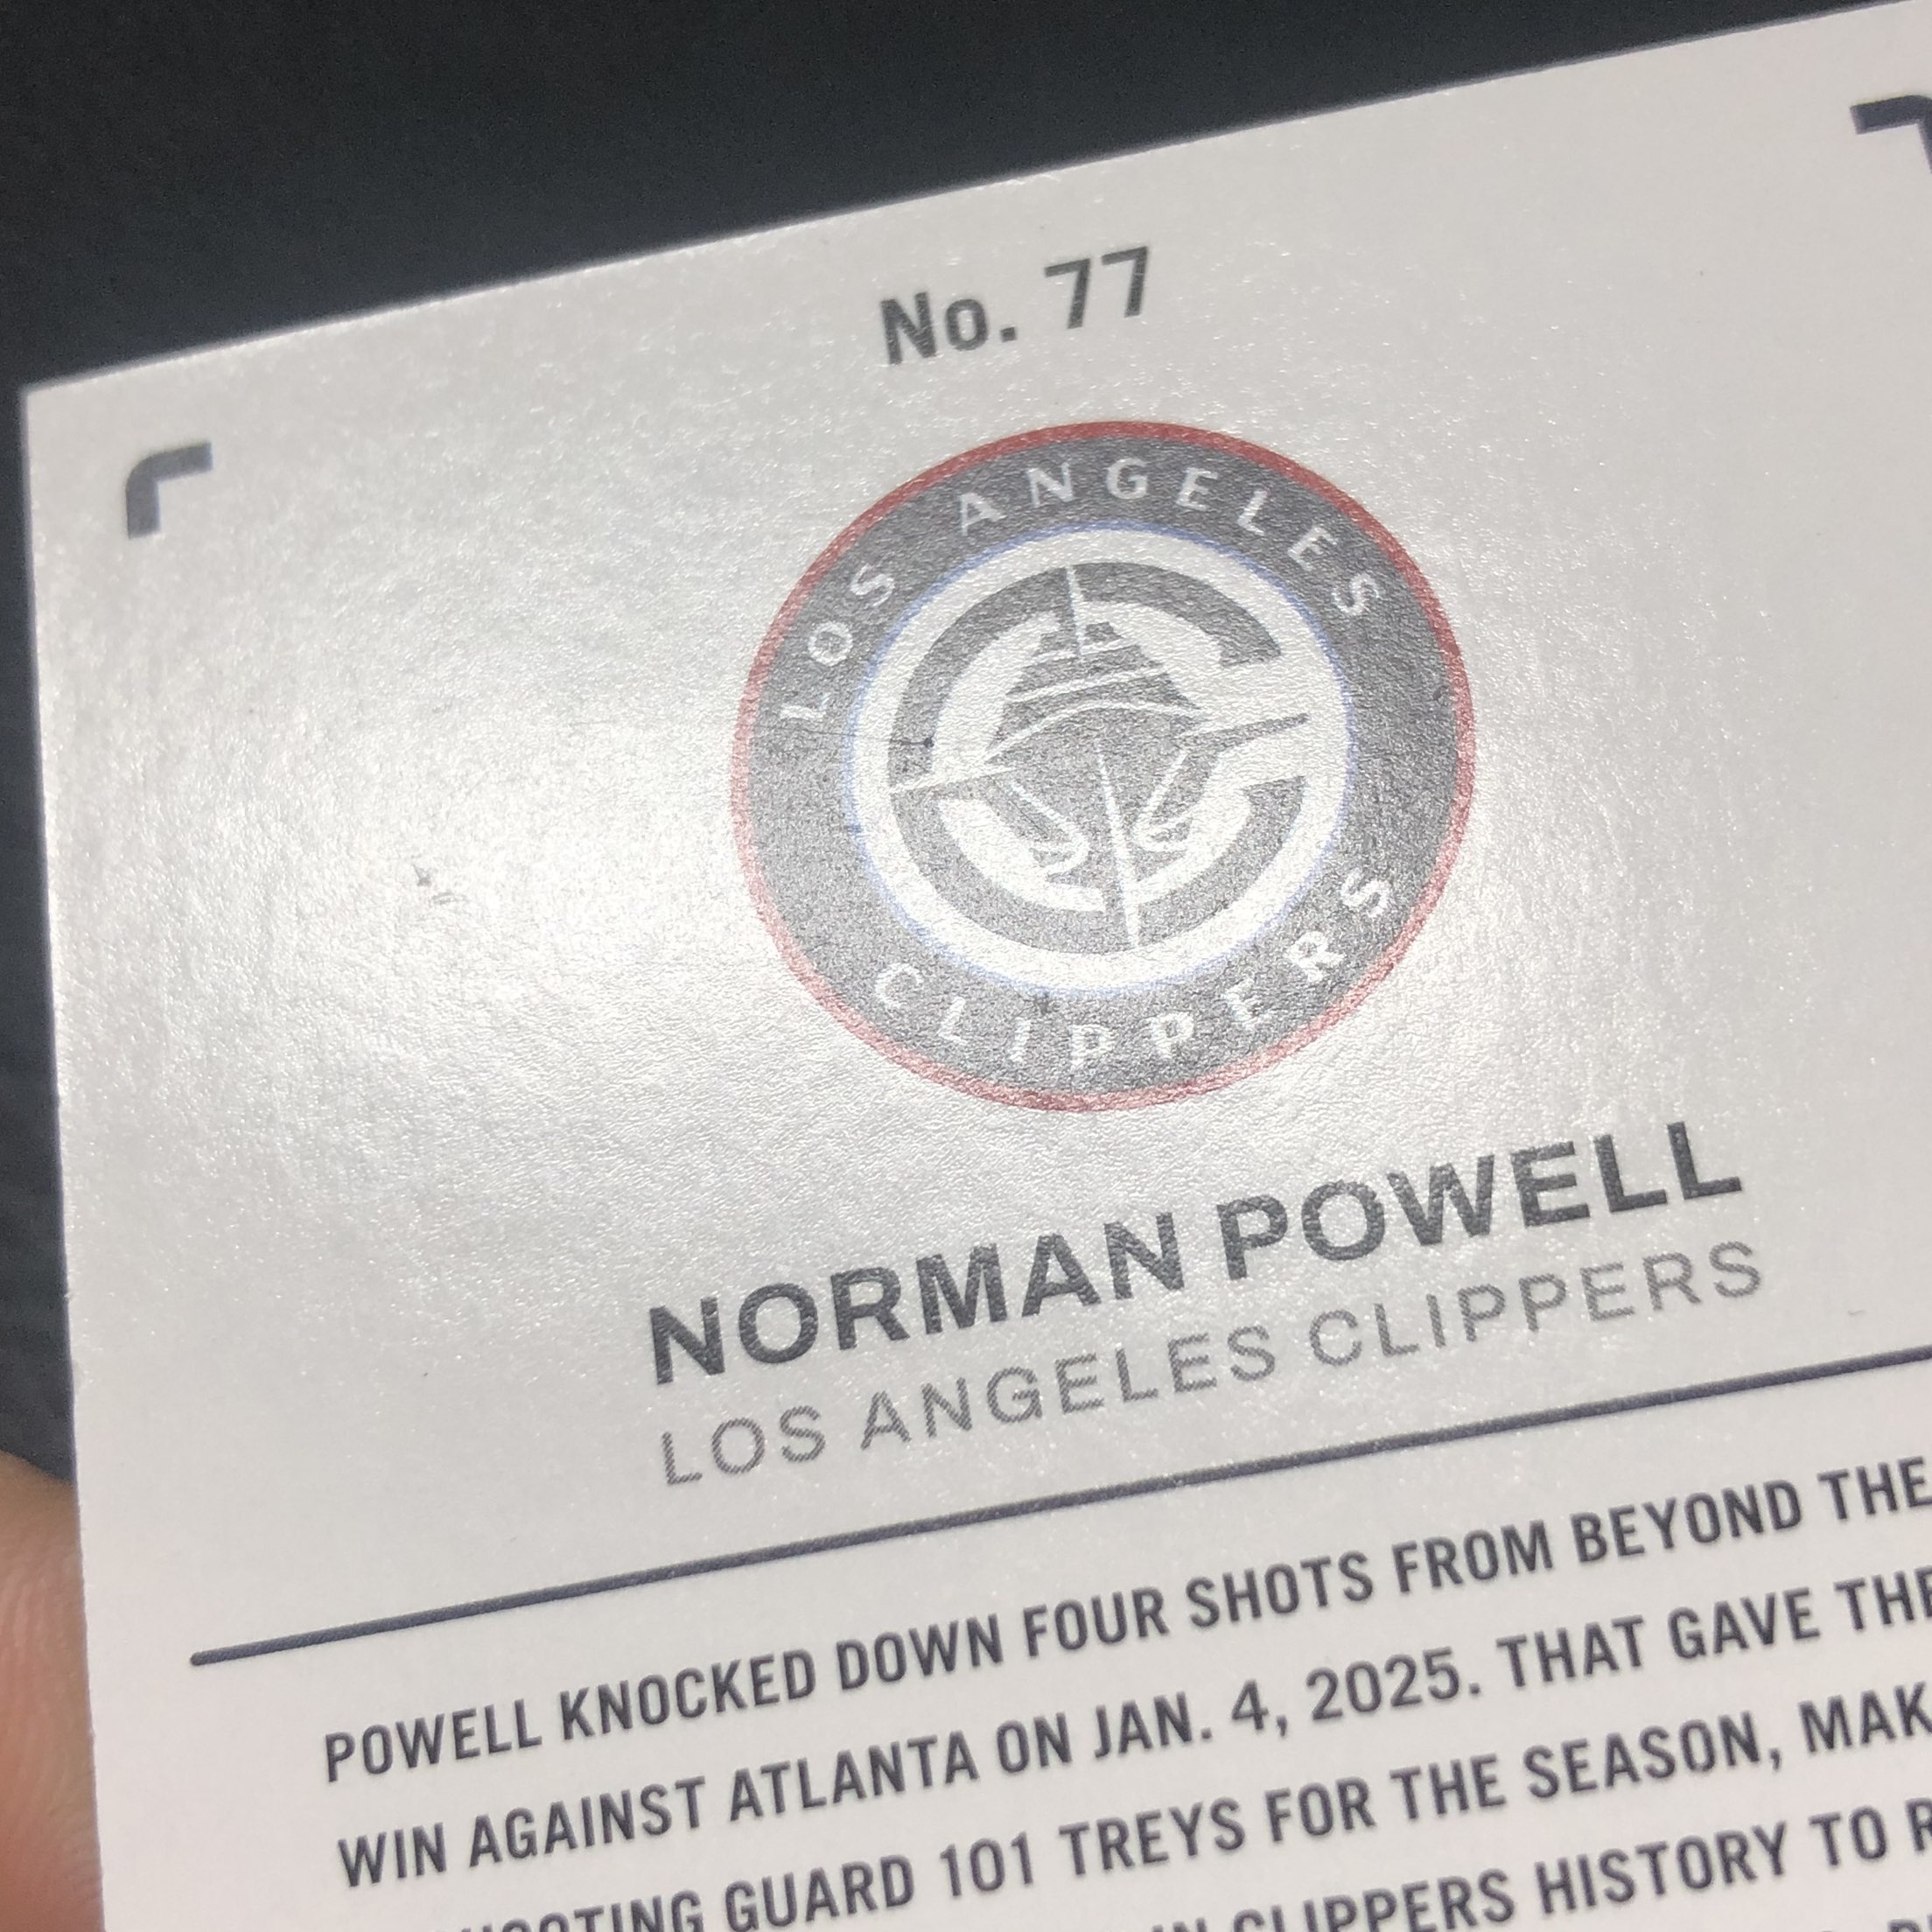 No. 77
LOS ANGELES
CLIPPERS
NORMAN POWELL
LOS ANGELES CLIPPERS
POWELL KNOCKED DOWN FOUR SHOTS FROM BEYOND THE
WIN AGAINST ATLANTA ON JAN. 4, 2025. THAT GAVE THE
GUARD 101 TREYS FOR THE SEASON,
IN CLIPPERS HISTORY TO